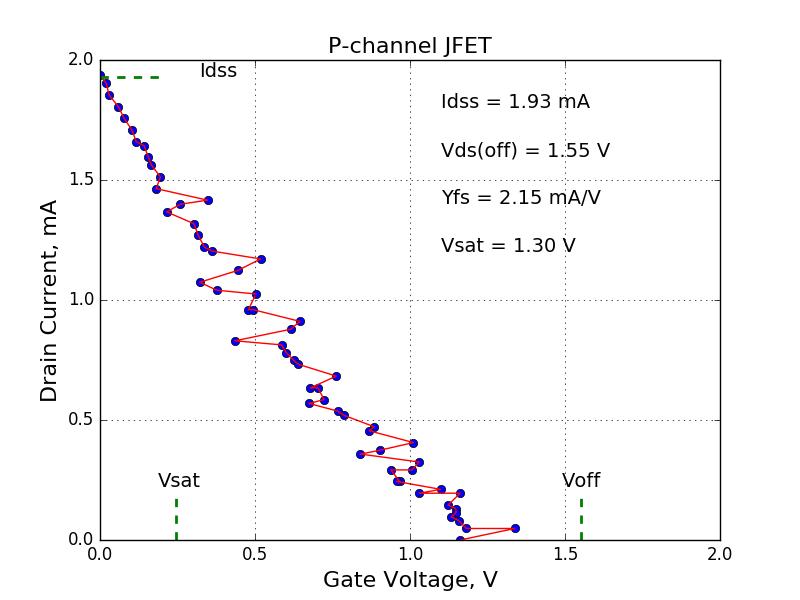 P-channel JFET
2.0
Idss
Idss = 1.93 mA
Vds(off) = 1.55 V
1.5
Yfs = 2.15 mA/V
Vsat = 1.30 V
Drain Current, mA
1.0
0.5
Vsat
Voff
0.0
0.0 0.5 1.0 1.5 2.0
Gate Voltage, V